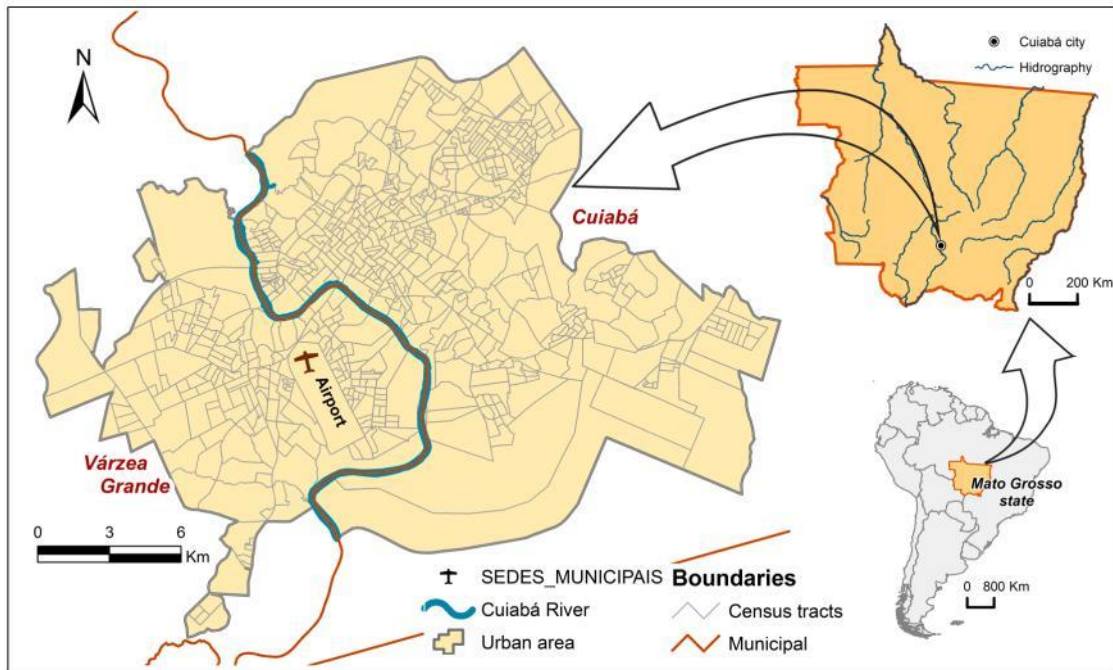 N
Cuiabá
Airport
Várzea
Grande
0 3 6
Km
SEDES_MUNICIPAIS
Cuiabá River
Urban area
Boundaries
Census tracts
Municipal
Cuiabá city
Hidrography
0 200 Km
Mato Grosso
state
0 800 Km